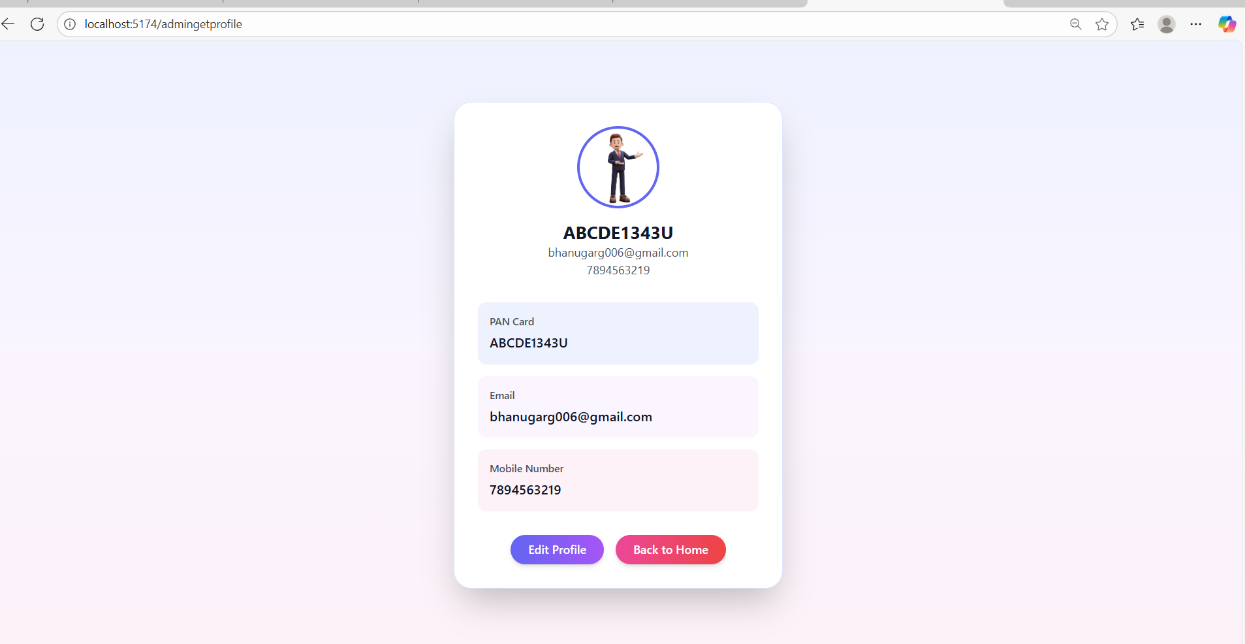 localhost:5174/admingetprofile
ABCDE1343U
bhanugarg006@gmail.com
7894563219
PAN Card
ABCDE1343U
Email
bhanugarg006@gmail.com
Mobile Number
7894563219
Edit Profile
Back to Home